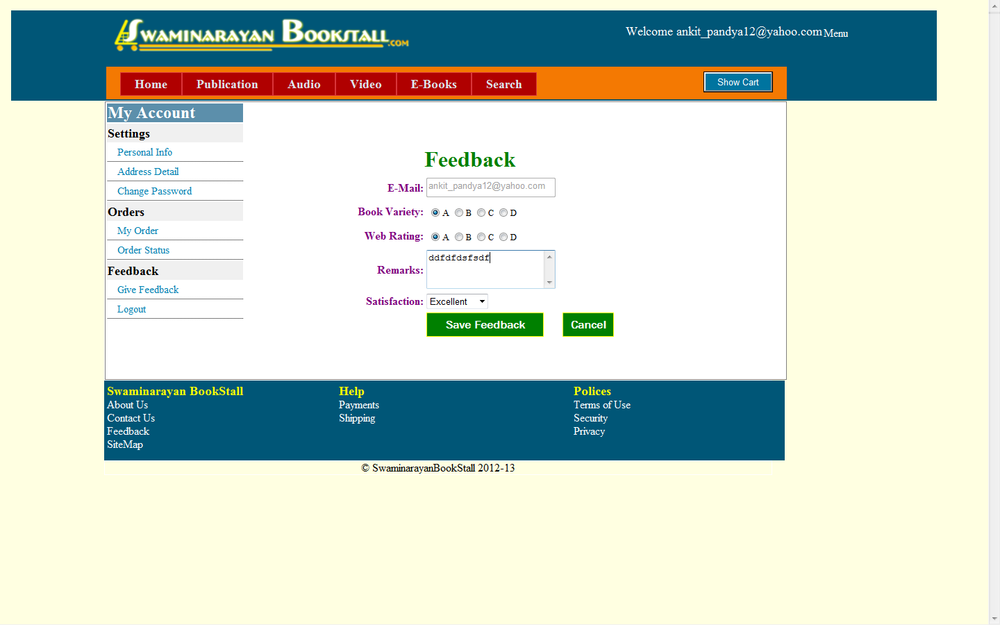 SWAMINARAYAN BOOKSTALL.COM
Welcome ankit_pandya12@yahoo.com Menu
Home Publication Audio Video E-Books Search
Show Cart
My Account
Settings
Personal Info
Address Detail
Change Password
Orders
My Order
Order Status
Feedback
Give Feedback
Logout
Feedback
E-Mail: ankit_pandya12@yahoo.com
Book Variety: A B C D
Web Rating: A B C D
Remarks: ddfdfdsfsdf
Satisfaction: Excellent
Save Feedback Cancel
Swaminarayan BookStall
About Us
Contact Us
Feedback
SiteMap
Help
Payments
Shipping
Polices
Terms of Use
Security
Privacy
© SwaminarayanBookStall 2012-13